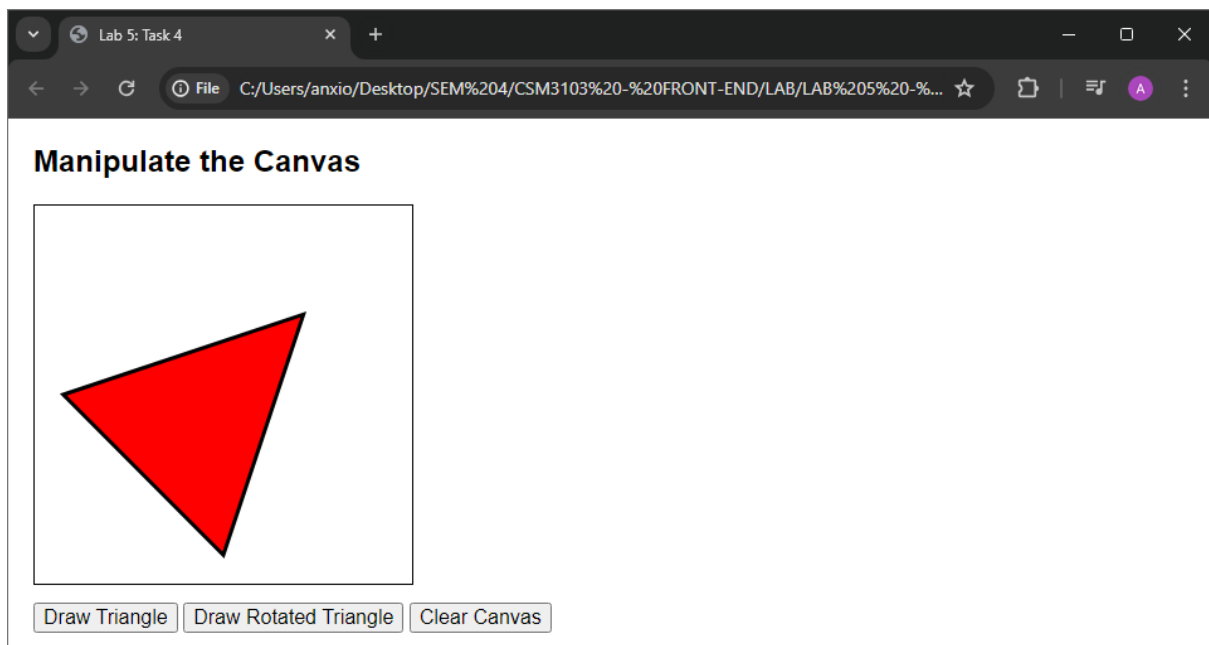 Lab 5: Task 4
File C:/Users/anxio/Desktop/SEM%204/CSM3103%20-%20FRONT-END/LAB/LAB%205%20-%... A
Manipulate the Canvas
Draw Triangle Draw Rotated Triangle Clear Canvas